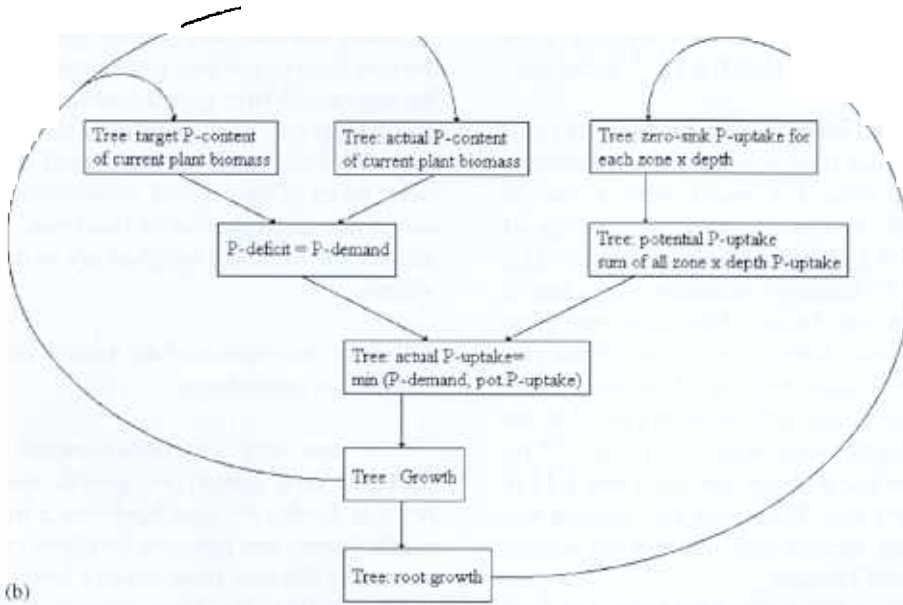 Tree: target P-content
of current plant biomass
Tree: actual P-content
of current plant biomass
Tree: zero-sink P-uptake for
each zone x depth
P-deficit = P-demand
Tree: potential P-uptake
sum of all zone x depth P-uptake
Tree: actual P-uptake=
min (P-demand, pot.P-uptake)
Tree : Growth
Tree: root growth
(b)